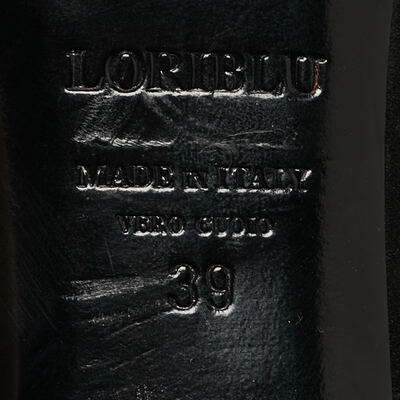 LORIBLU
MADE IN ITALY
VERO CUOIO
39